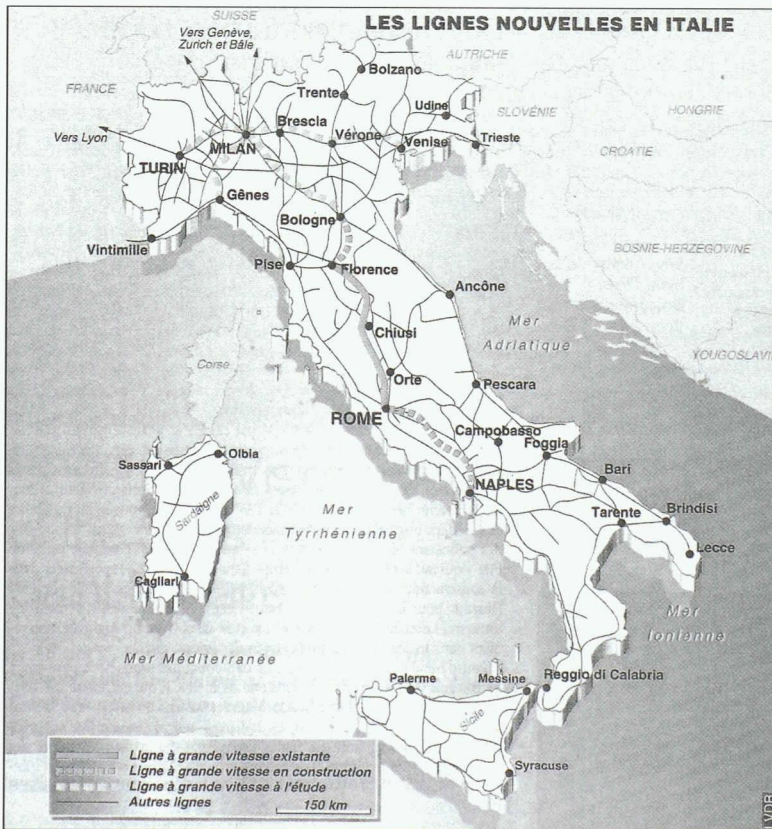 LES LIGNES NOUVELLES EN ITALIE
SUISSE
Vers Genève,
Zurich et Bâle
AUTRICHE
FRANCE
Bolzano
Trente
Udine
SLOVÉNIE
HONGRIE
Vers Lyon
Brescia
MILAN
Vérone
Venise
Trieste
CROATIE
TURIN
Gênes
Bologne
Vintimille
BOSNIE-HERZÉGOVINE
Pise
Florence
Ancône
Mer
Adriatique
Chiusi
YOUGOSLAVIE
Corse
Orte
Pescara
ROME
Campobasso
Foggia
Olbia
Sassari
Bari
NAPLES
Sardaigne
Mer
Tyrrhénienne
Tarente
Brindisi
Lecce
Cagliari
Mer
Ionienne
Mer Méditerranée
Palerme
Messine
Reggio di Calabria
Sicile
Syracuse
Ligne à grande vitesse existante
Ligne à grande vitesse en construction
Ligne à grande vitesse à l'étude
Autres lignes
150 km
LVDR